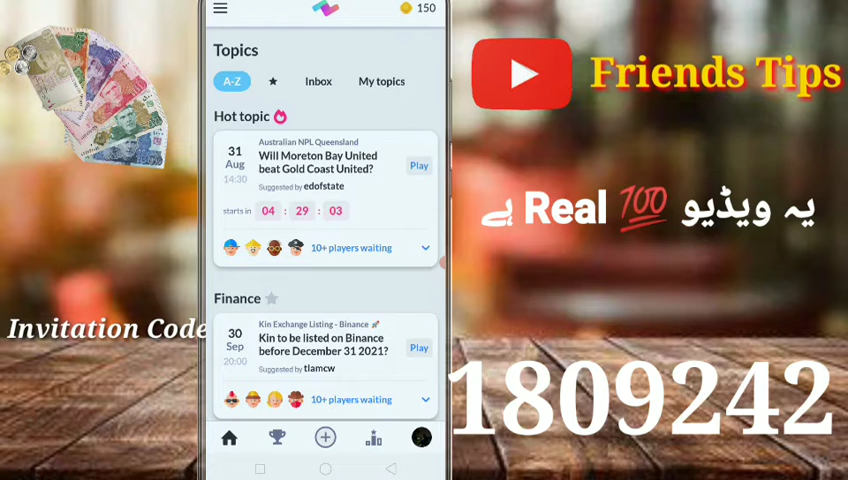 150
Topics
A-Z
Inbox
My topics
Hot topic
31
Aug
14:30
Australian NPL Queensland
Will Moreton Bay United
beat Gold Coast United?
Suggested by edofstate
Play
starts in 04 : 29 : 03
10+ players waiting
Finance
30
Sep
20:00
Kin Exchange Listing - Binance 🚀
Kin to be listed on Binance
before December 31 2021?
Suggested by tlamcw
Play
10+ players waiting
Friends Tips
یہ ویڈیو 💯 Real ہے
Invitation Code
1809242